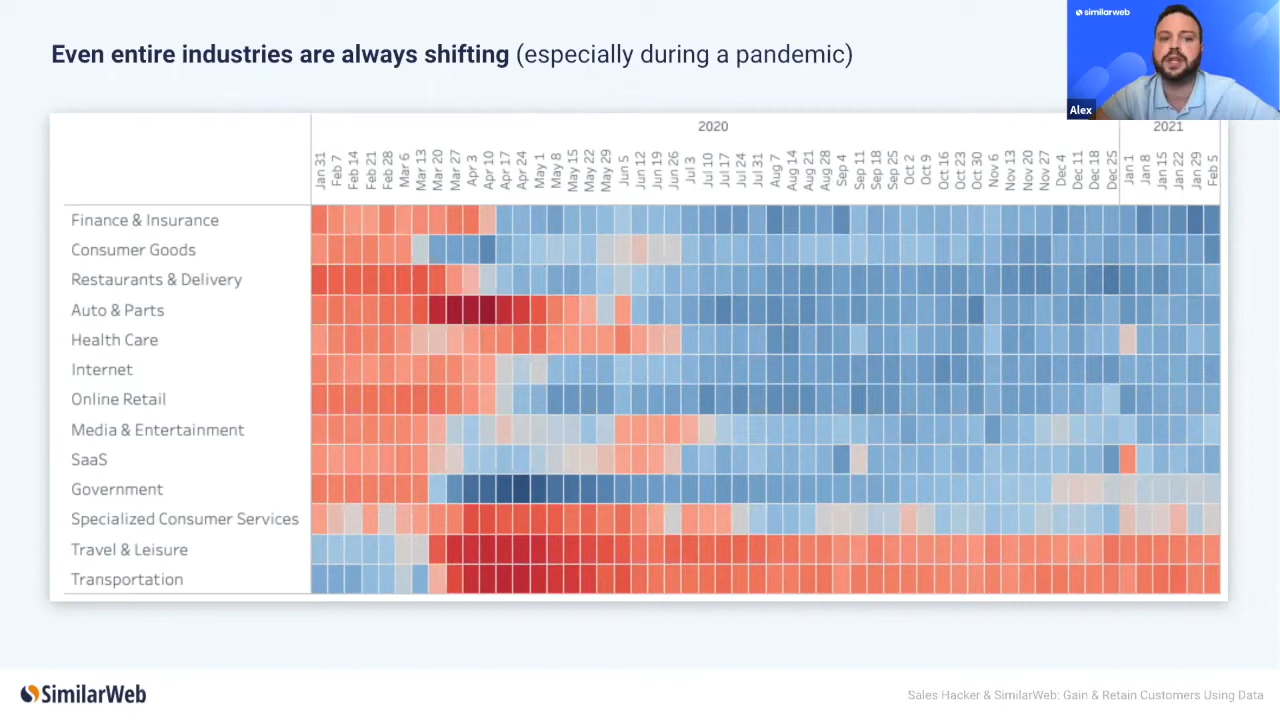 Even entire industries are always shifting (especially during a pandemic)
similarweb
Alex
2020
2021
Jan 31
Feb 7
Feb 14
Feb 21
Feb 28
Mar 6
Mar 13
Mar 20
Mar 27
Apr 3
Apr 10
Apr 17
Apr 24
May 1
May 8
May 15
May 22
May 29
Jun 5
Jun 12
Jun 19
Jun 26
Jul 3
Jul 10
Jul 17
Jul 24
Jul 31
Aug 7
Aug 14
Aug 21
Aug 28
Sep 4
Sep 11
Sep 18
Sep 25
Oct 2
Oct 9
Oct 16
Oct 23
Oct 30
Nov 6
Nov 13
Nov 20
Nov 27
Dec 4
Dec 11
Dec 18
Dec 25
Jan 1
Jan 8
Jan 15
Jan 22
Jan 29
Feb 5
Finance & Insurance
Consumer Goods
Restaurants & Delivery
Auto & Parts
Health Care
Internet
Online Retail
Media & Entertainment
SaaS
Government
Specialized Consumer Services
Travel & Leisure
Transportation
SimilarWeb
Sales Hacker & SimilarWeb: Gain & Retain Customers Using Data